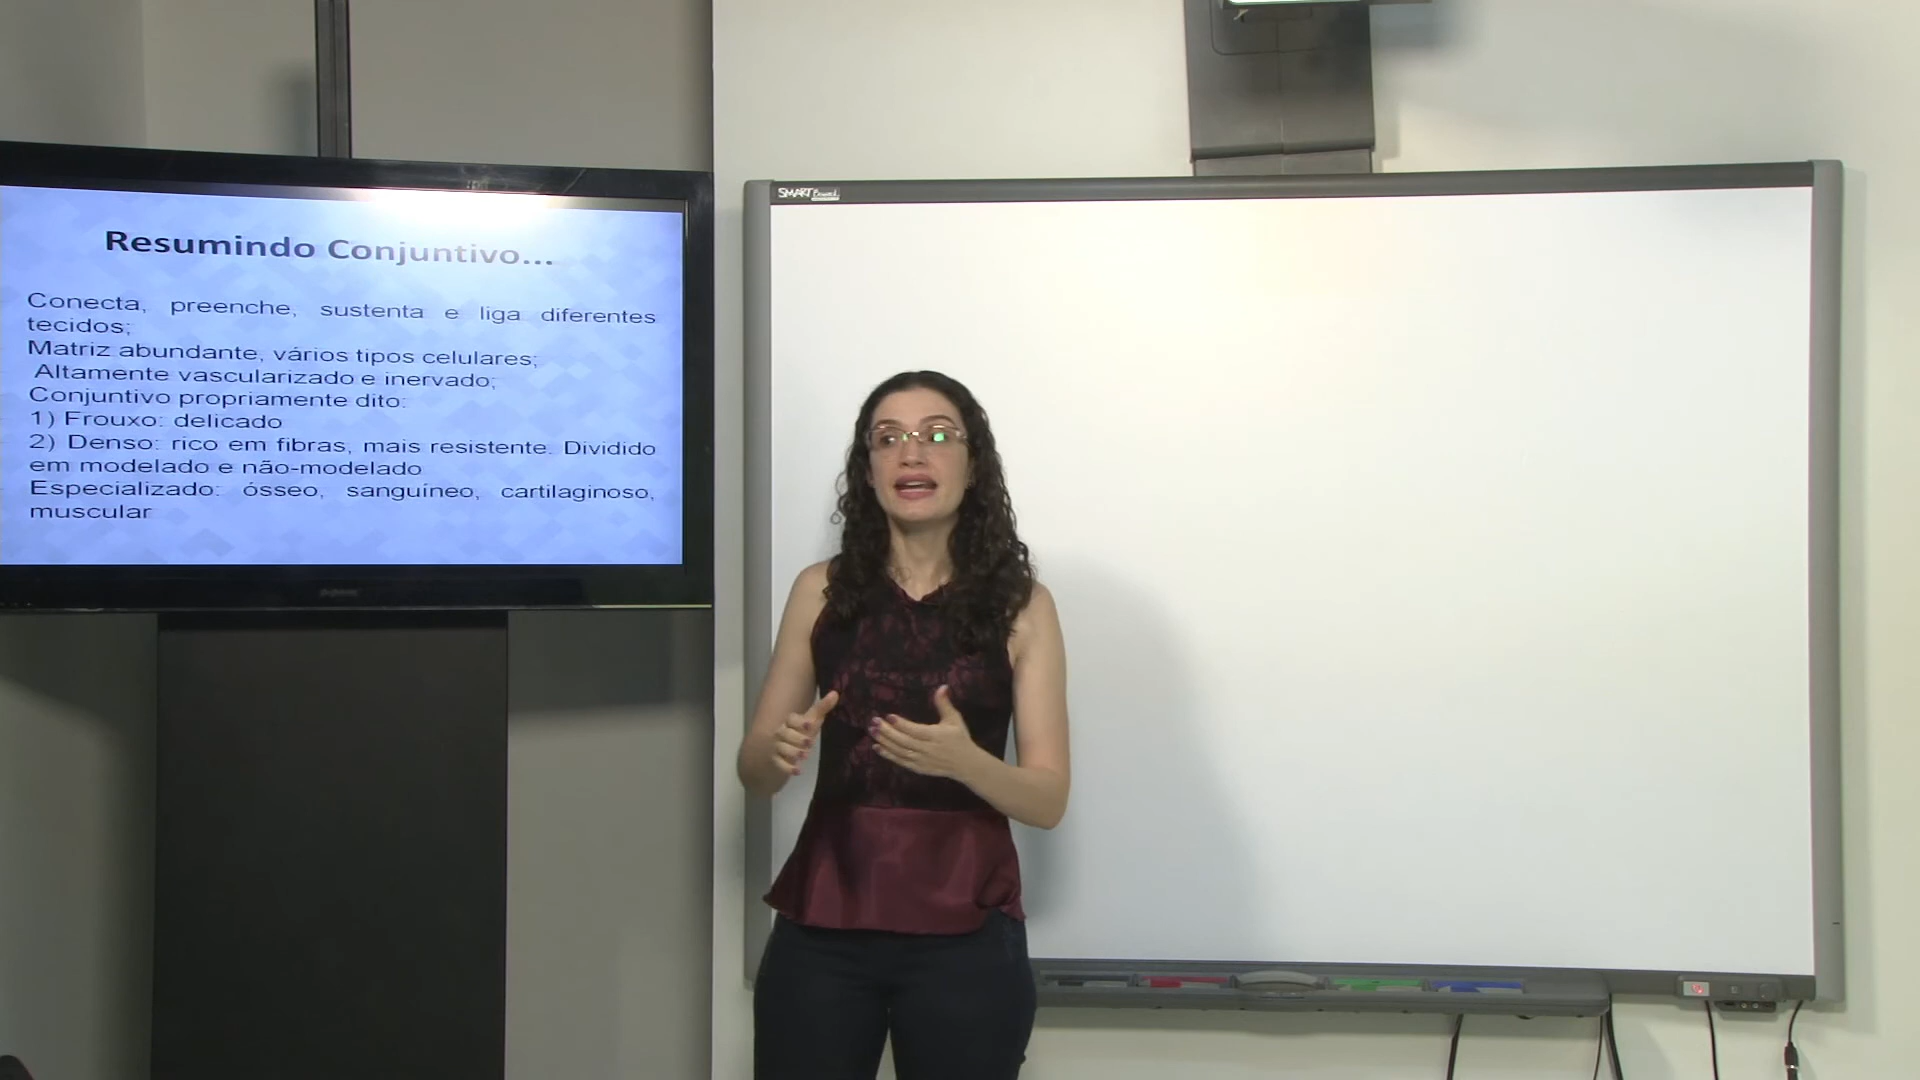 Resumindo Conjuntivo...
Conecta, preenche, sustenta e liga diferentes
tecidos;
Matriz abundante, vários tipos celulares;
Altamente vascularizado e inervado;
Conjuntivo propriamente dito:
1) Frouxo: delicado
2) Denso: rico em fibras, mais resistente. Dividido
em modelado e não-modelado
Especializado: ósseo, sanguíneo, cartilaginoso,
muscular
SMART Board